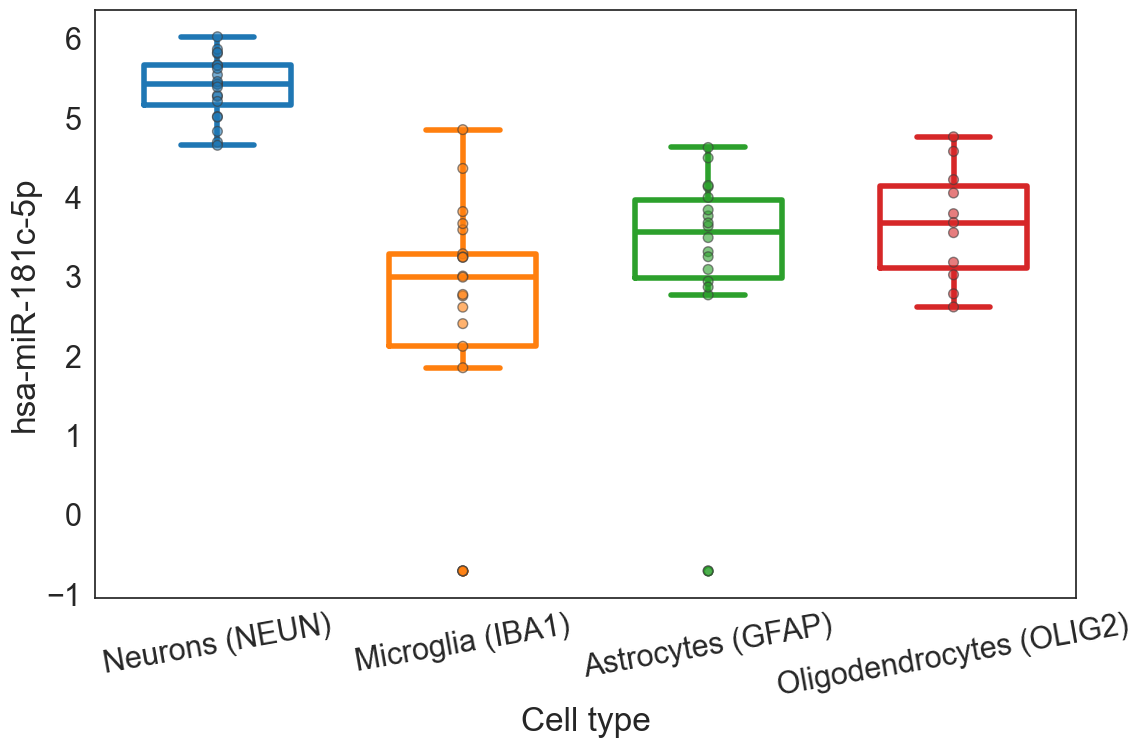 hsa-miR-181c-5p
6
5
4
3
2
1
0
−1
Neurons (NEUN)
Microglia (IBA1)
Astrocytes (GFAP)
Oligodendrocytes (OLIG2)
Cell type